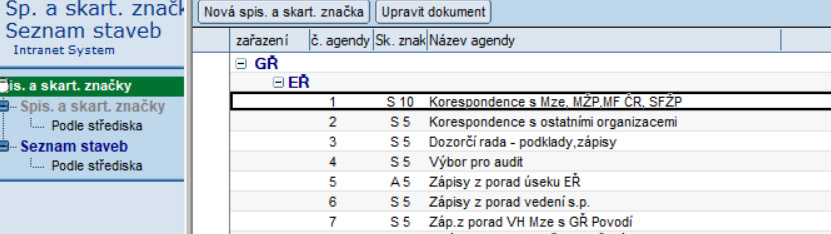 Sp. a skart. značk
Seznam staveb
Intranet System
is. a skart. značky
Spis. a skart. značky
Podle střediska
Seznam staveb
Podle střediska
Nová spis. a skart. značka Upravit dokument
zařazení č. agendy Sk. znak Název agendy
GŘ
EŘ
1 S 10 Korespondence s Mze, MŽP,MF ČR, SFŽP
2 S 5 Korespondence s ostatními organizacemi
3 S 5 Dozorčí rada - podklady,zápisy
4 S 5 Výbor pro audit
5 A 5 Zápisy z porad úseku EŘ
6 S 5 Zápisy z porad vedení s.p.
7 S 5 Záp.z porad VH Mze s GŘ Povodí